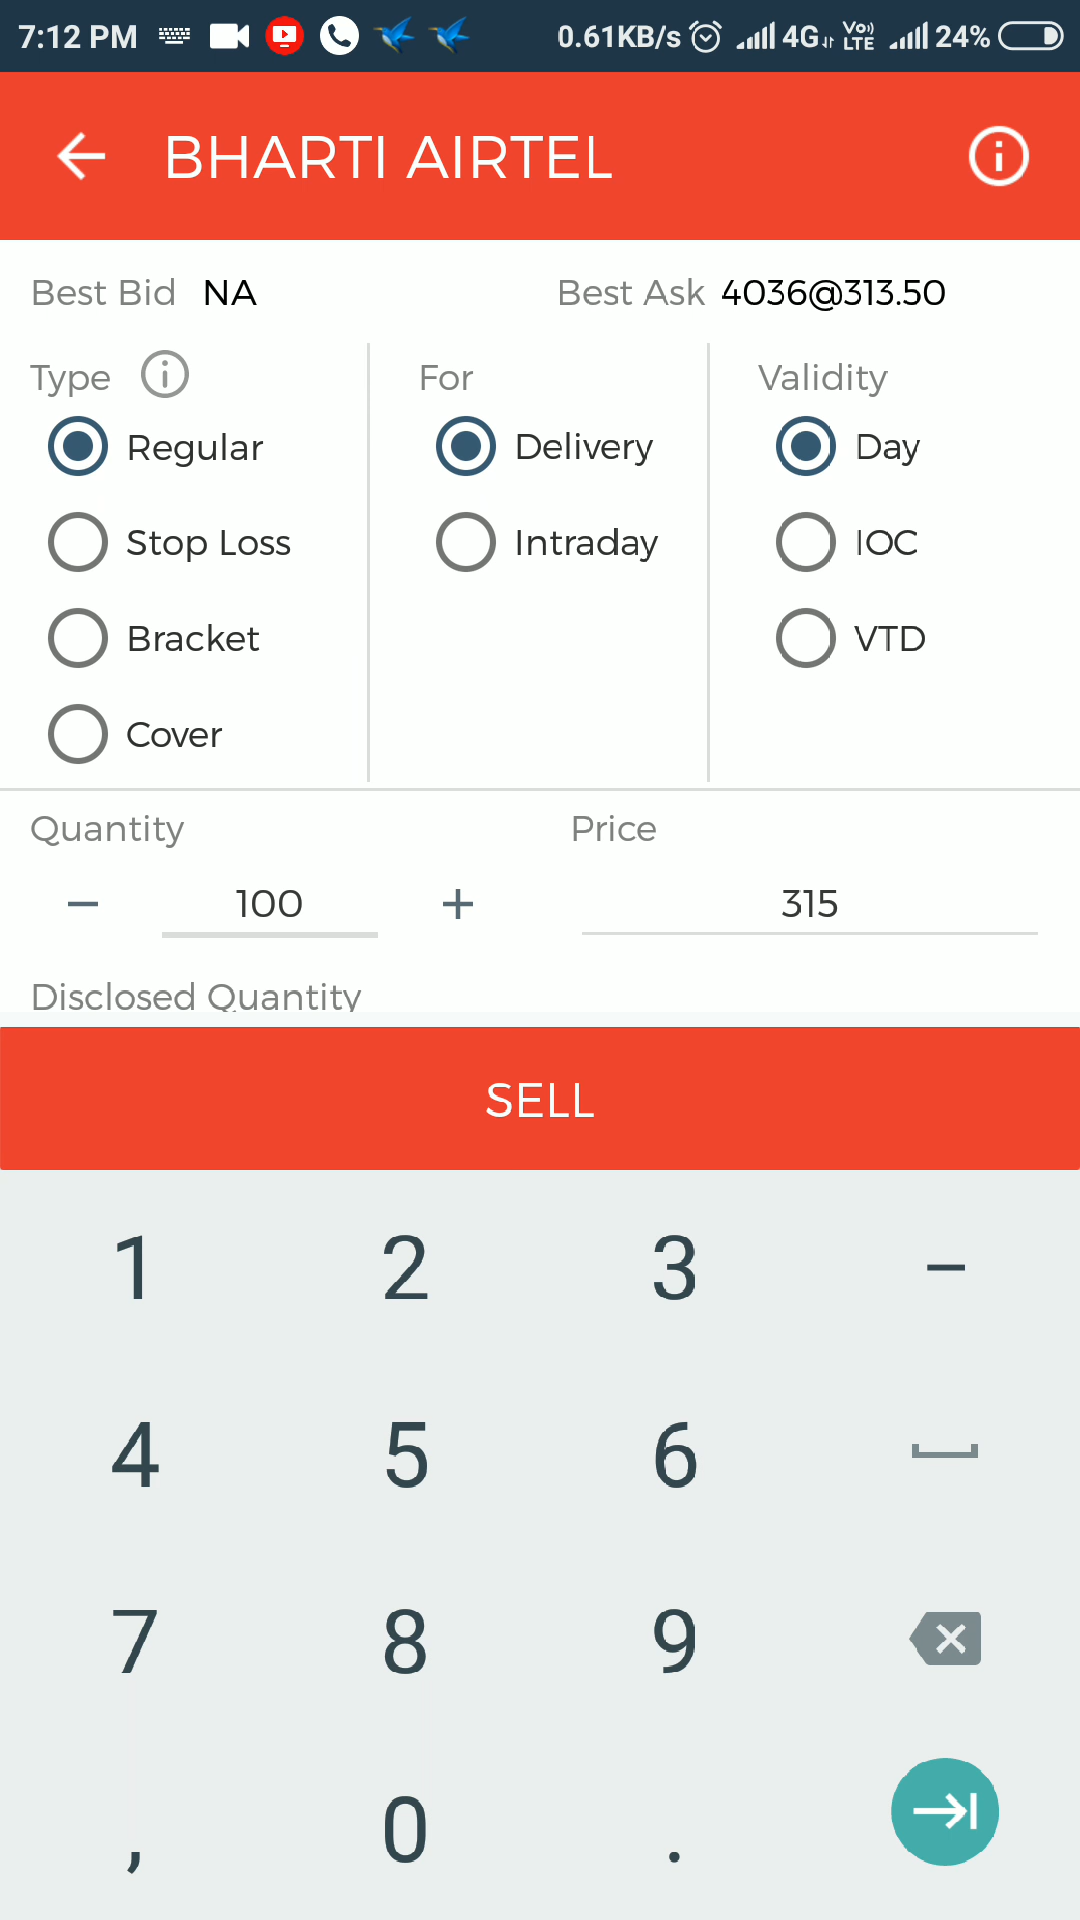 7:12 PM 0.61KB/s 4G VoLTE 24%
BHARTI AIRTEL
Best Bid NA Best Ask 4036@313.50
Type For Validity
Regular Delivery Day
Stop Loss Intraday IOC
Bracket VTD
Cover
Quantity Price
− 100 + 315
Disclosed Quantity
SELL
1 2 3 –
4 5 6
7 8 9
, 0 .